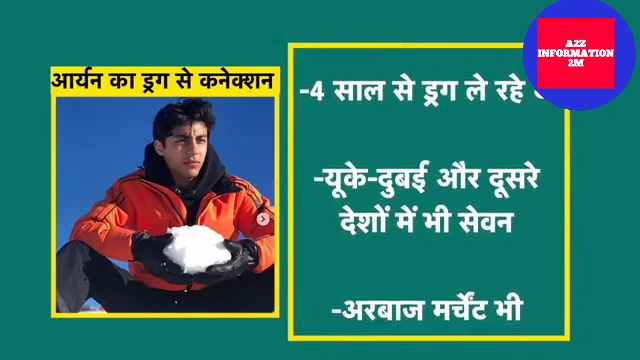 A2Z
INFORMATION
2M
आर्यन का ड्रग से कनेक्शन
-4 साल से ड्रग ले रहे
-यूके-दुबई और दूसरे
देशों में भी सेवन
-अरबाज मर्चेंट भी